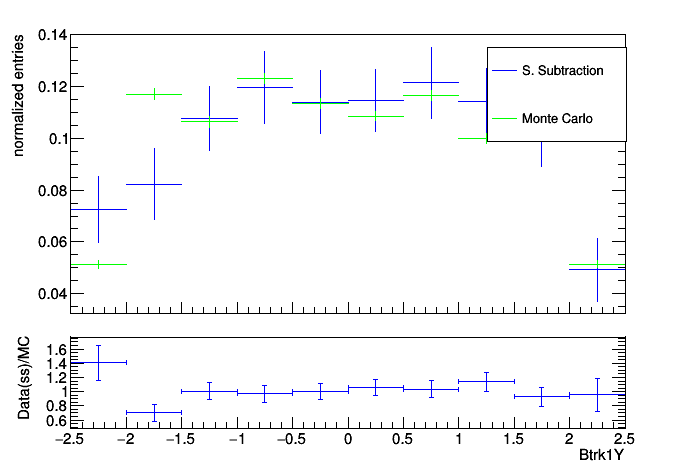 normalized entries
0.14
0.12
0.1
0.08
0.06
0.04
S. Subtraction
Monte Carlo
Data(ss)/MC
1.6
1.4
1.2
1
0.8
0.6
−2.5 −2 −1.5 −1 −0.5 0 0.5 1 1.5 2 2.5
Btrk1Y